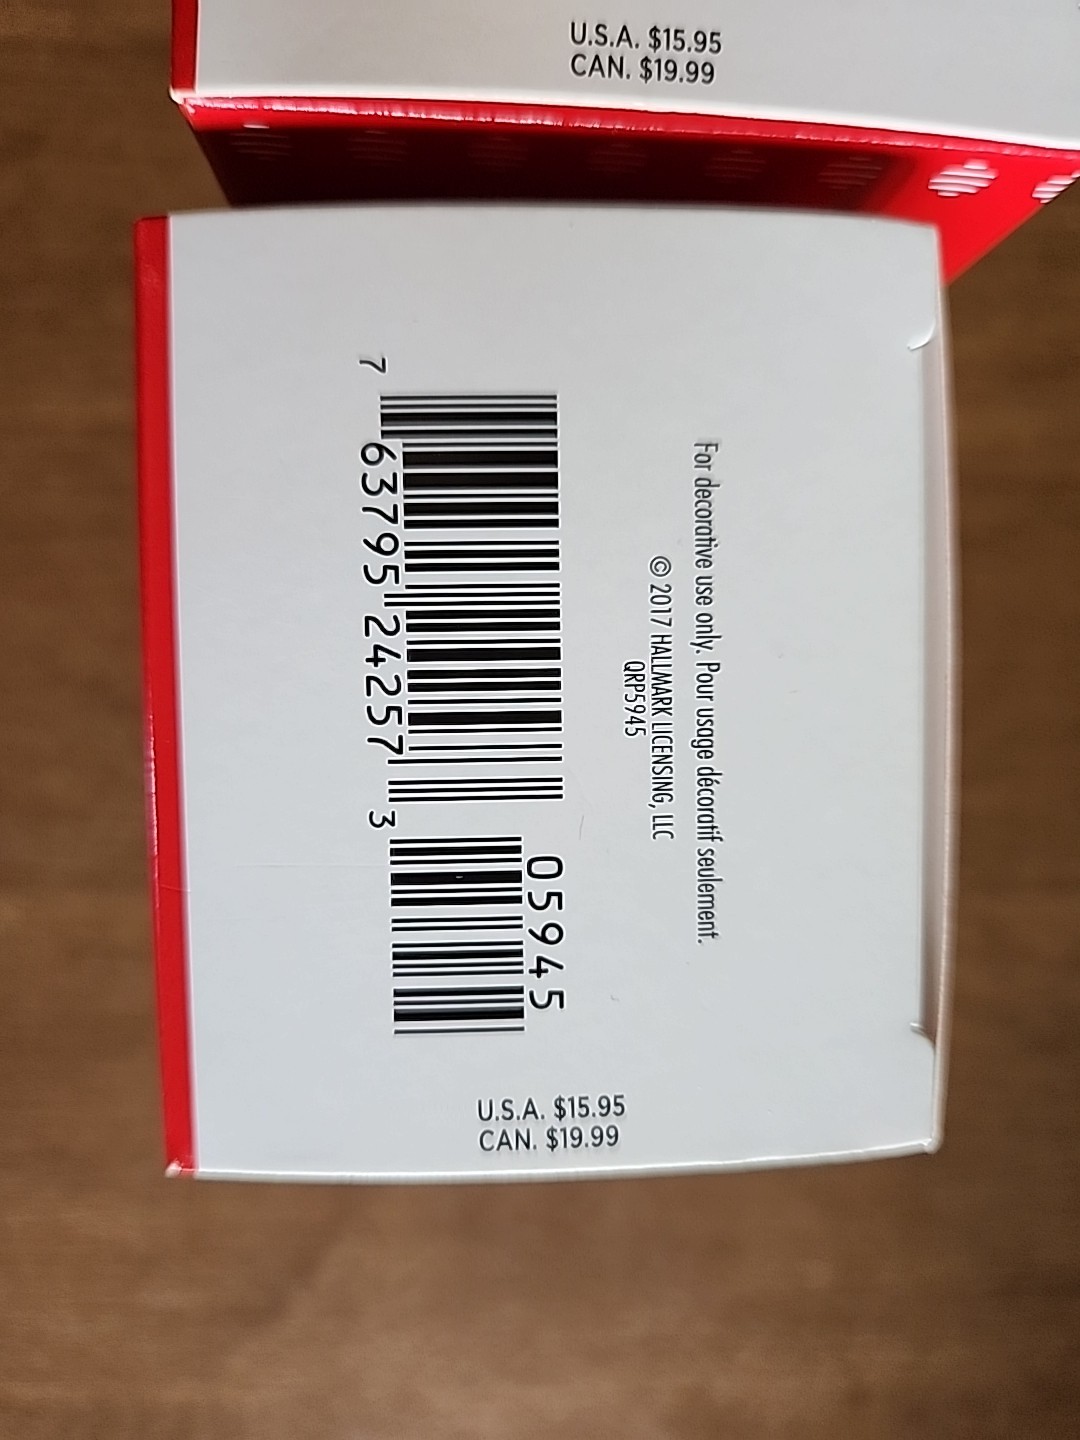 U.S.A. $15.95
CAN. $19.99
For decorative use only. Pour usage décoratif seulement.
© 2017 HALLMARK LICENSING, LLC
QRP5945
05945
7 63795 24257 3
U.S.A. $15.95
CAN. $19.99